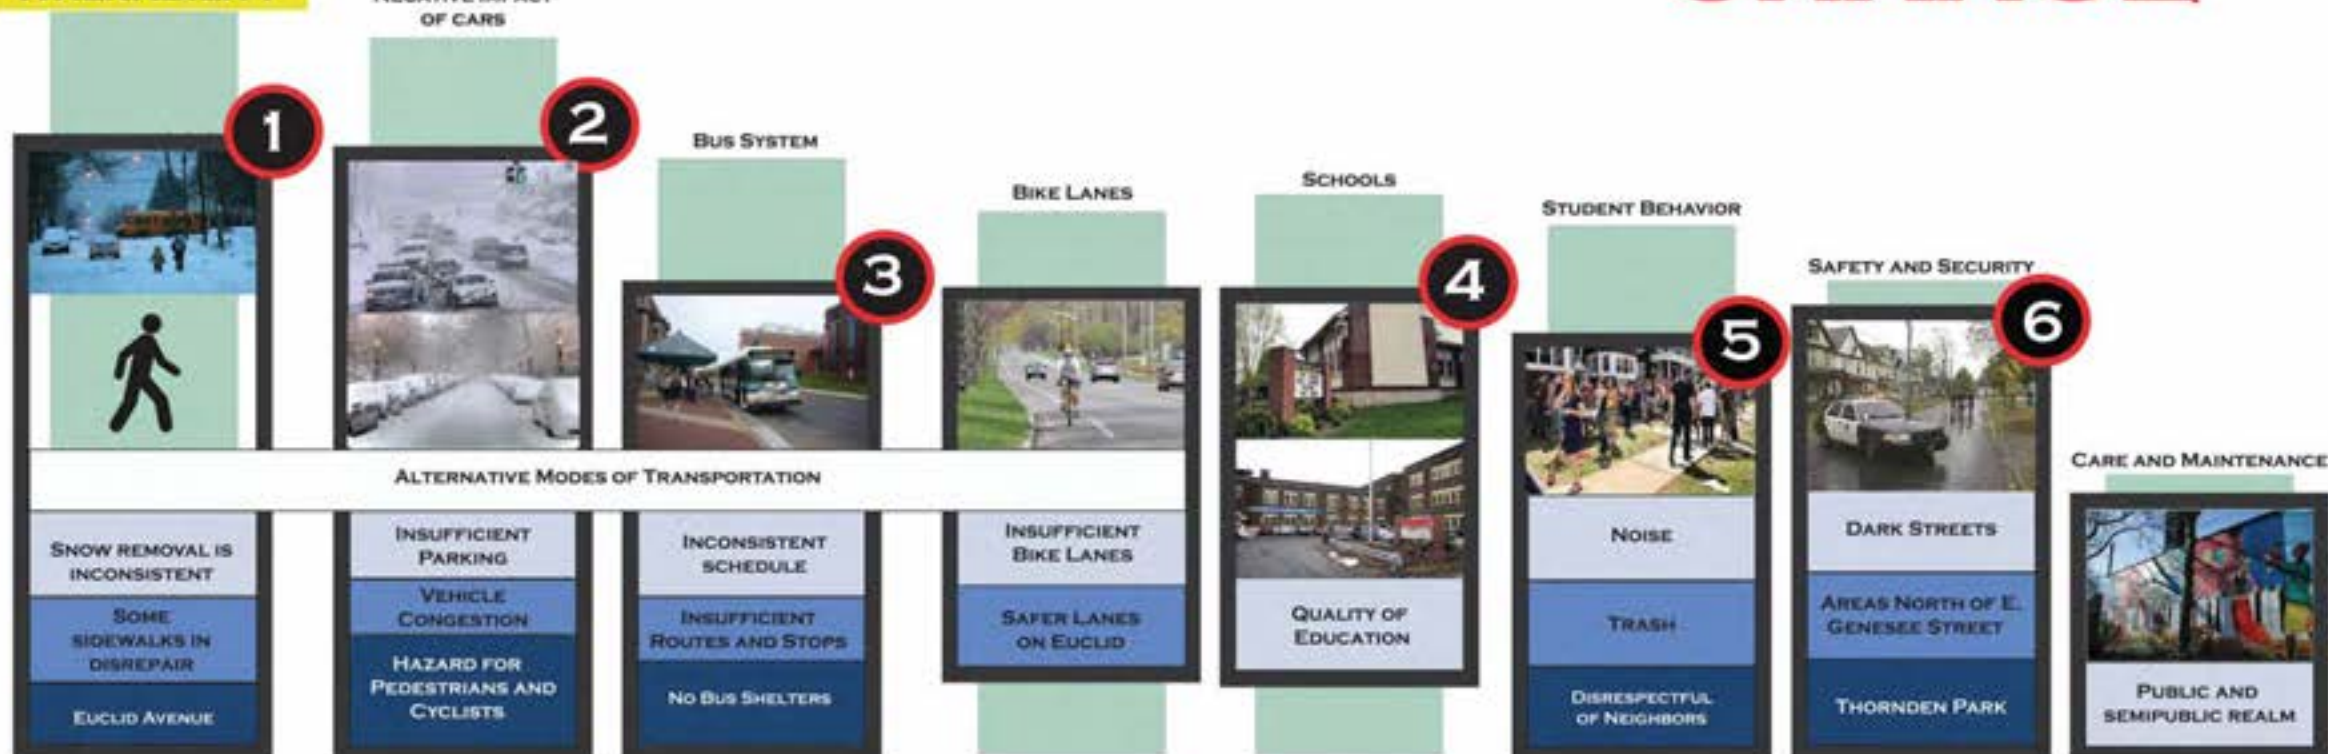 OF CARS
1
2
BUS SYSTEM
3
BIKE LANES
SCHOOLS
4
STUDENT BEHAVIOR
5
SAFETY AND SECURITY
6
CARE AND MAINTENANCE
ALTERNATIVE MODES OF TRANSPORTATION
SNOW REMOVAL IS
INCONSISTENT
SOME
SIDEWALKS IN
DISREPAIR
EUCLID AVENUE
INSUFFICIENT
PARKING
VEHICLE
CONGESTION
HAZARD FOR
PEDESTRIANS AND
CYCLISTS
INCONSISTENT
SCHEDULE
INSUFFICIENT
ROUTES AND STOPS
NO BUS SHELTERS
INSUFFICIENT
BIKE LANES
SAFER LANES
ON EUCLID
QUALITY OF
EDUCATION
NOISE
TRASH
DISRESPECTFUL
OF NEIGHBORS
DARK STREETS
AREAS NORTH OF E.
GENESEE STREET
THORNDEN PARK
PUBLIC AND
SEMIPUBLIC REALM